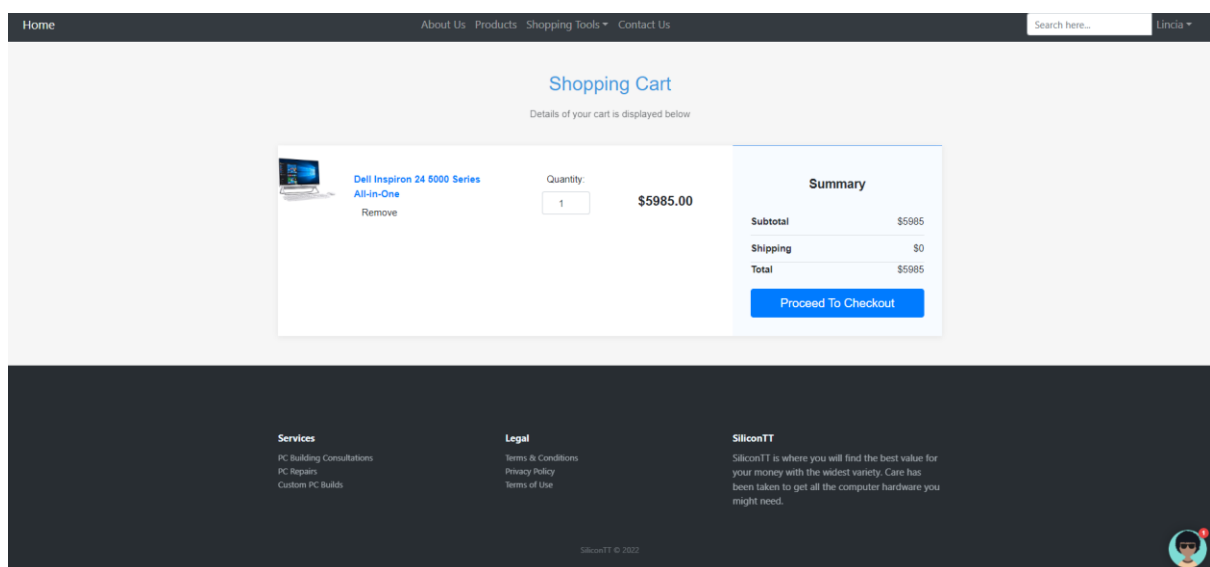 Home About Us Products Shopping Tools Contact Us Search here... Lincia
Shopping Cart
Details of your cart is displayed below
Dell Inspiron 24 5000 Series
All-in-One
Remove
Quantity:
1
$5985.00
Summary
Subtotal $5985
Shipping $0
Total $5985
Proceed To Checkout
Services
PC Building Consultations
PC Repairs
Custom PC Builds
Legal
Terms & Conditions
Privacy Policy
Terms of Use
SiliconTT
SiliconTT is where you will find the best value for
your money with the widest variety. Care has
been taken to get all the computer hardware you
might need.
SiliconTT © 2022
1